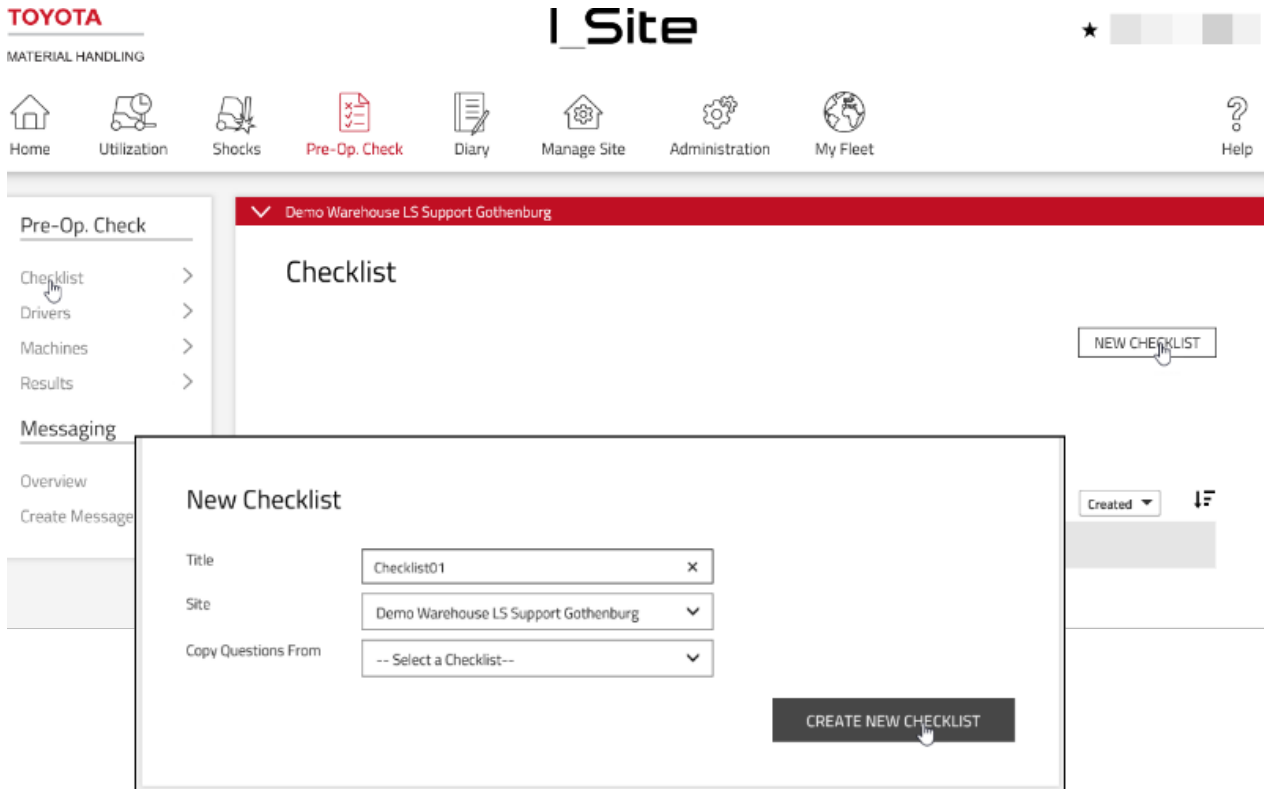 TOYOTA
MATERIAL HANDLING
I_Site
Home
Utilization
Shocks
Pre-Op. Check
Diary
Manage Site
Administration
My Fleet
Help
Pre-Op. Check
Checklist
Drivers
Machines
Results
Messaging
Overview
Create Message
Demo Warehouse LS Support Gothenburg
Checklist
NEW CHECKLIST
Created
New Checklist
Title
Checklist01
Site
Demo Warehouse LS Support Gothenburg
Copy Questions From
-- Select a Checklist--
CREATE NEW CHECKLIST